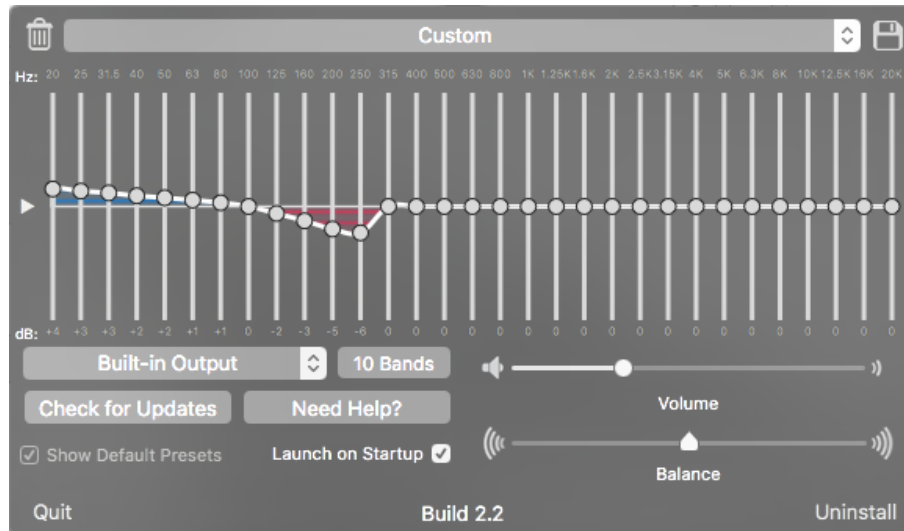 Custom
Hz: 20 25 31.5 40 50 63 80 100 125 160 200 250 315 400 500 630 800 1K 1.25K 1.6K 2K 2.5K 3.15K 4K 5K 6.3K 8K 10K 12.5K 16K 20K
dB: +4 +3 +3 +2 +2 +1 +1 0 -2 -3 -5 -6 0 0 0 0 0 0 0 0 0 0 0 0 0 0 0 0 0 0 0
Built-in Output 10 Bands
Volume
Check for Updates Need Help?
Show Default Presets Launch on Startup
Balance
Quit Build 2.2 Uninstall